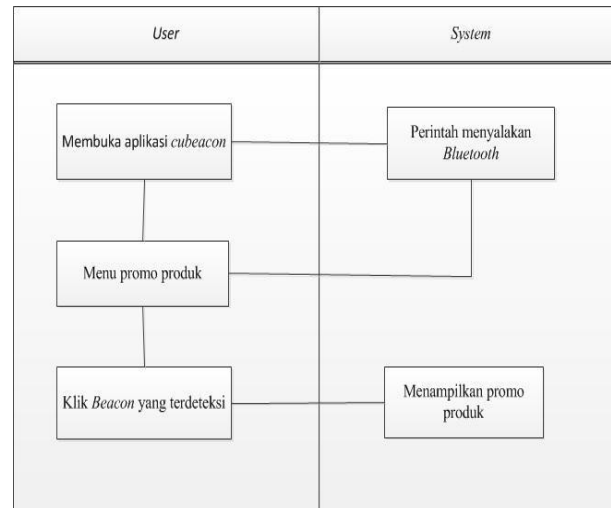 User
System
Membuka aplikasi cubeacon
Perintah menyalakan
Bluetooth
Menu promo produk
Klik Beacon yang terdeteksi
Menampilkan promo
produk